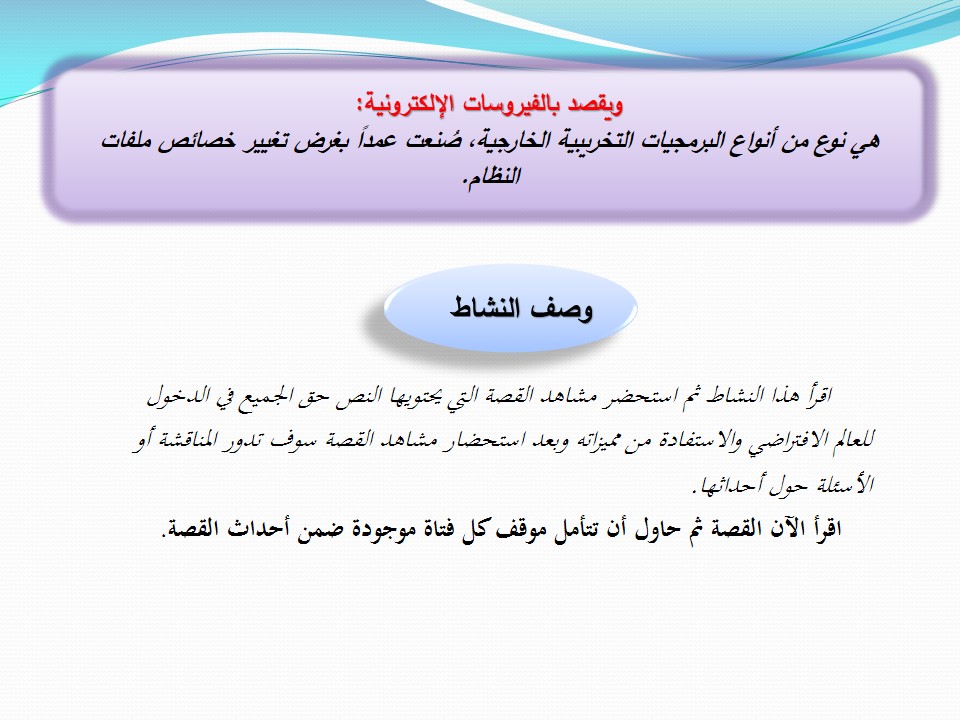 ويقصد بالفيروسات الإلكترونية:
هي نوع من أنواع البرمجيات التخريبية الخارجية، صُنعت عمداً بغرض تغيير خصائص ملفات
النظام.
وصف النشاط
اقرأ هذا النشاط ثم استحضر مشاهد القصة التي يحتويها النص حق الجميع في الدخول
للعالم الافتراضي والاستفادة من مميزاته وبعد استحضار مشاهد القصة سوف تدور المناقشة أو
الأسئلة حول أحداثها.
اقرأ الآن القصة ثم حاول أن تتأمل موقف كل فتاة موجودة ضمن أحداث القصة.